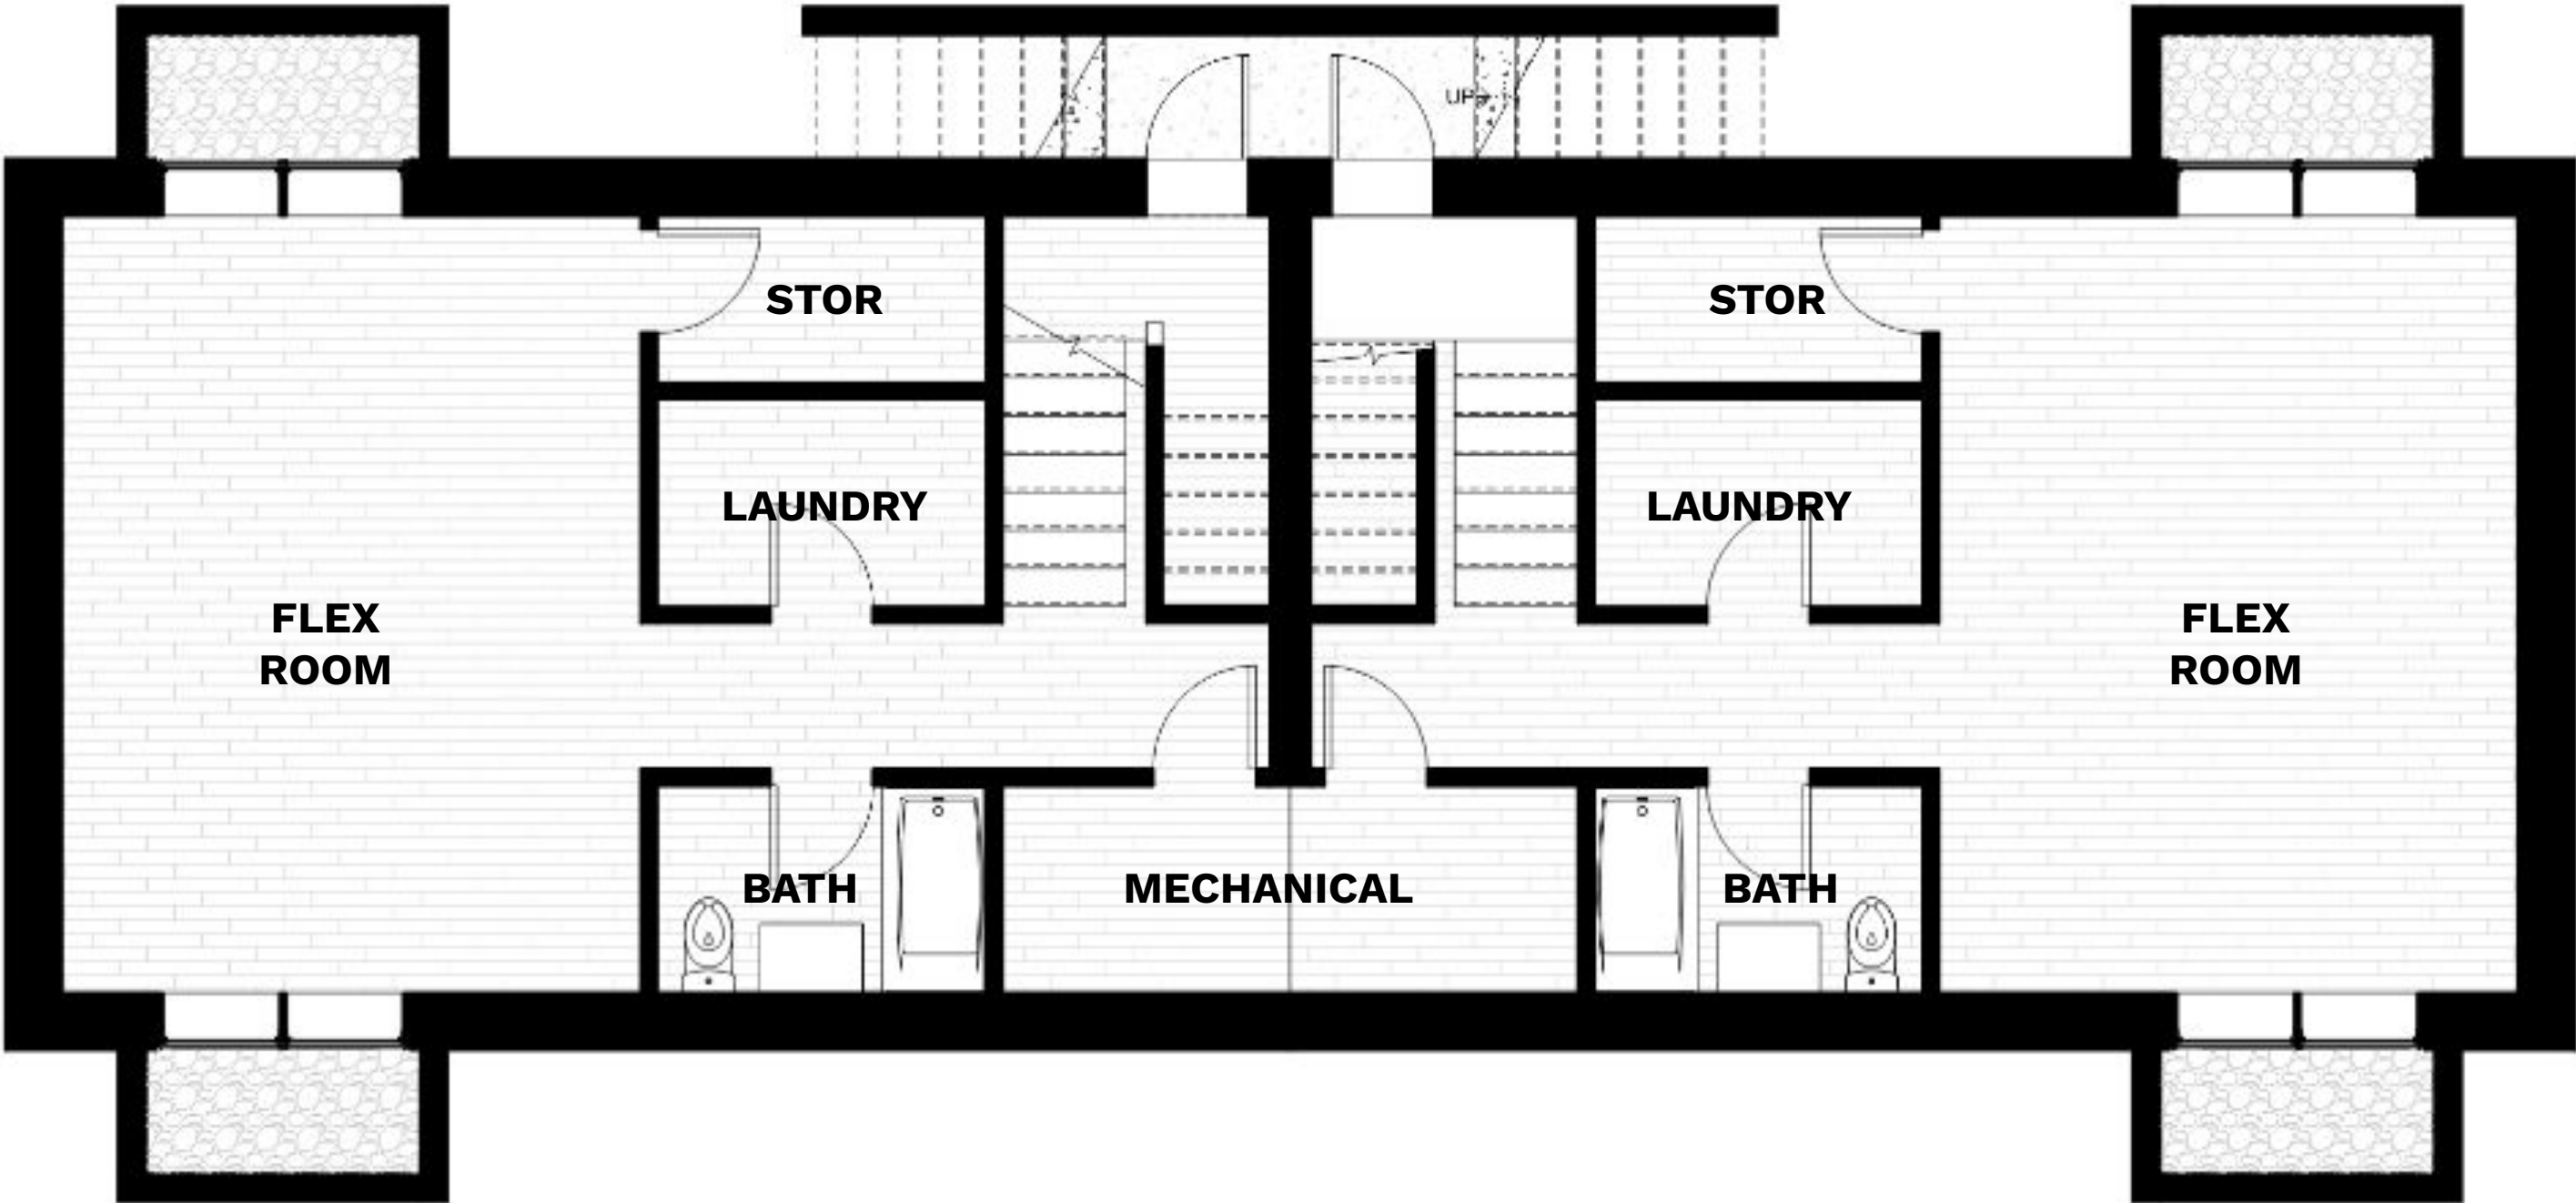 UP
STOR
STOR
LAUNDRY
LAUNDRY
FLEX
ROOM
FLEX
ROOM
BATH
MECHANICAL
BATH